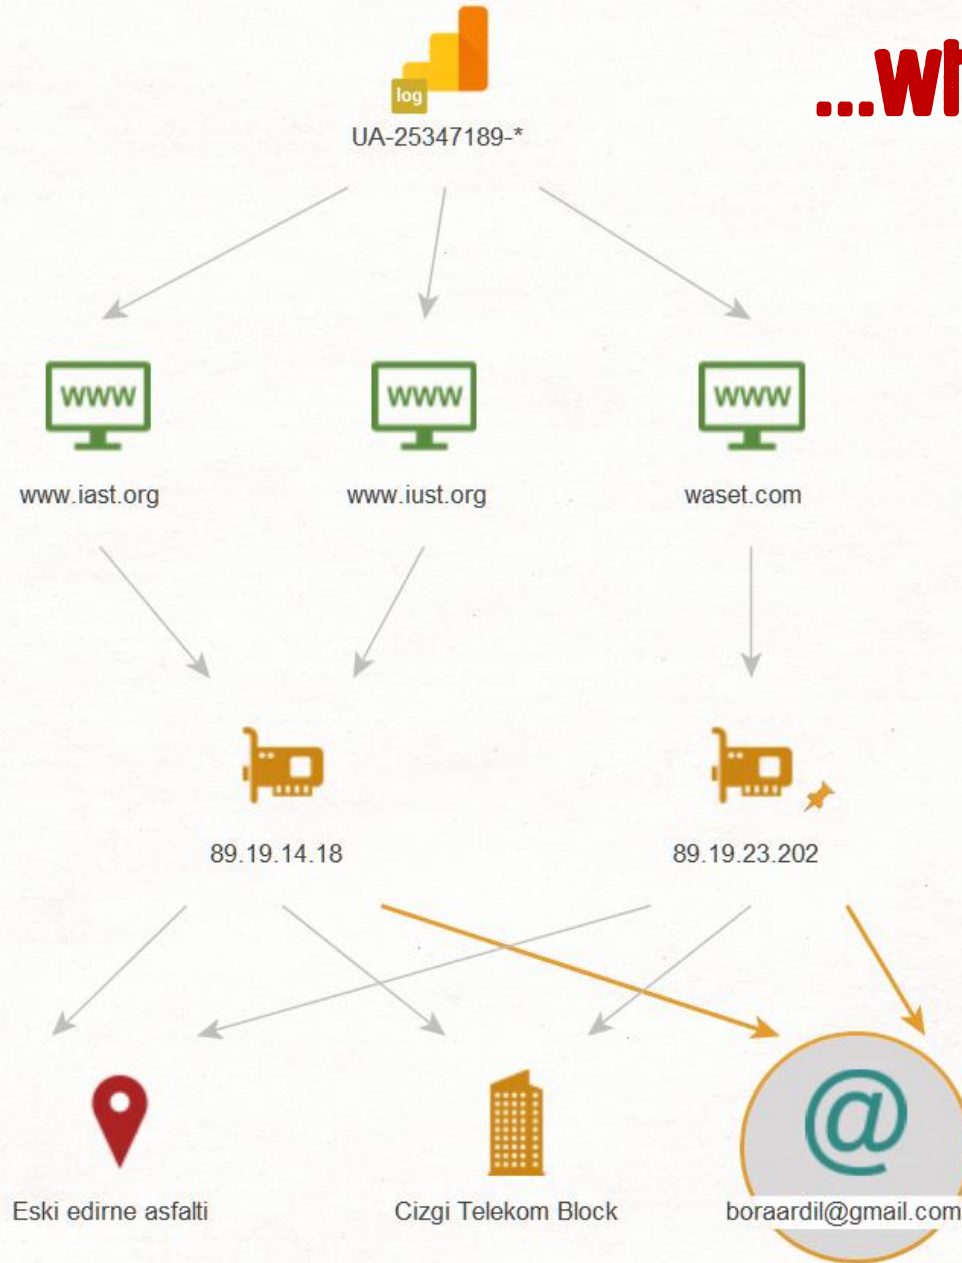 log
UA-25347189-*
www
www
www
www.iast.org
www.iust.org
waset.com
89.19.14.18
89.19.23.202
@
Eski edirne asfalti
Cizgi Telekom Block
boraardil@gmail.com